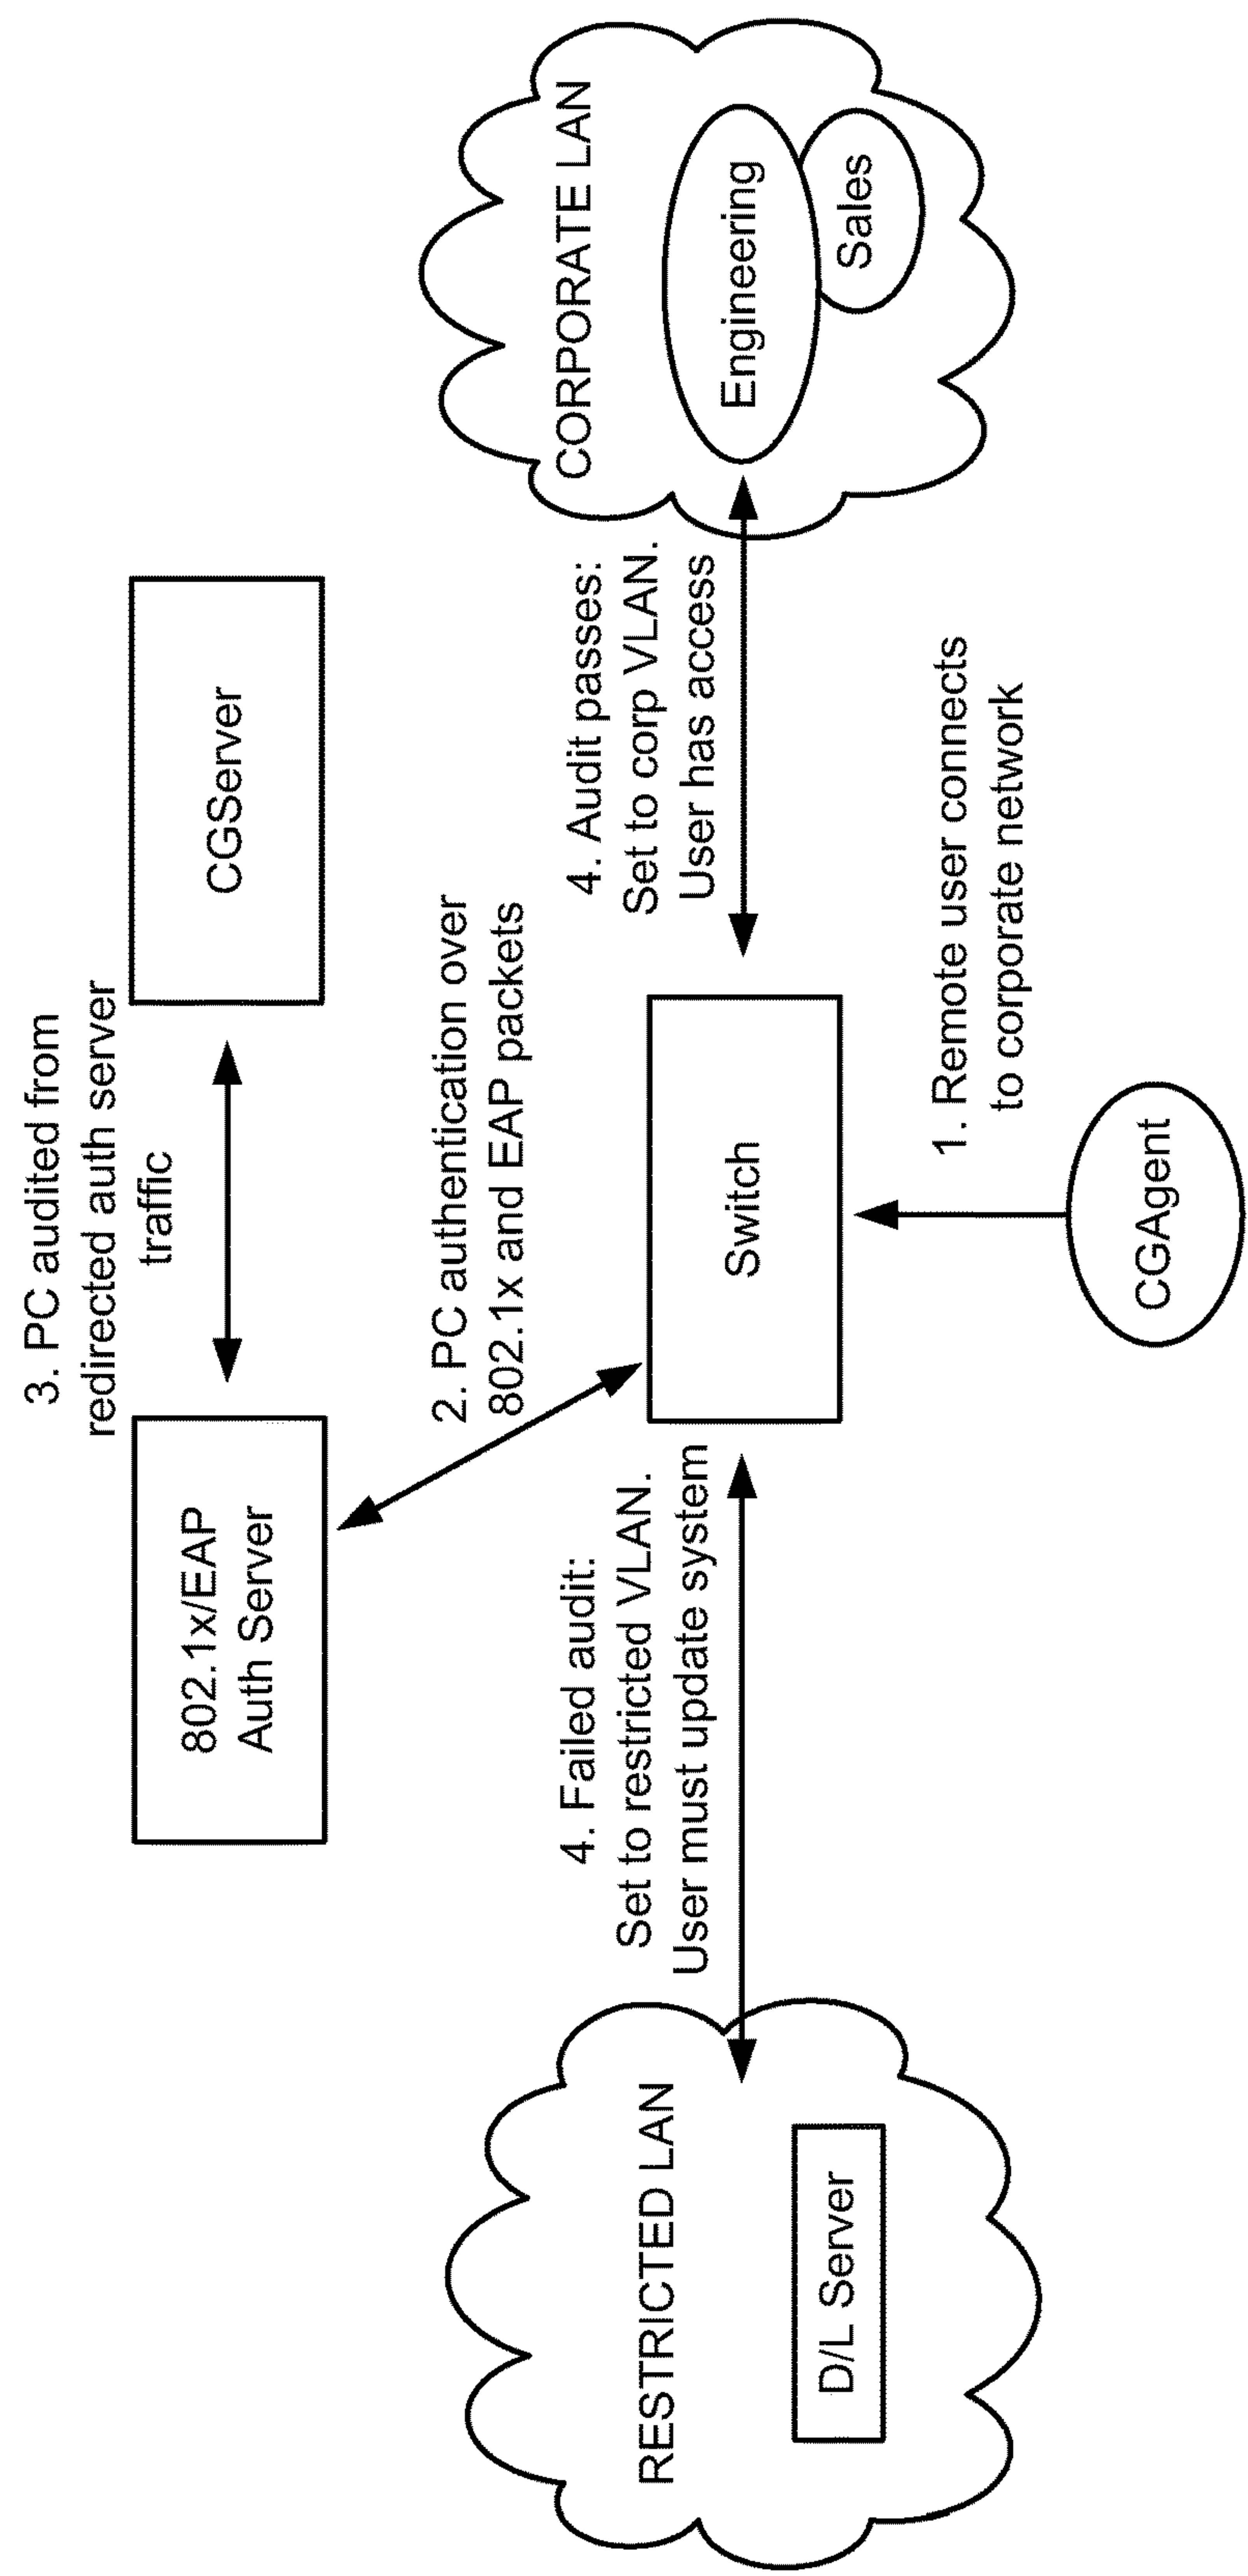 3. PC audited from
redirected auth server
traffic
802.1x/EAP
Auth Server
CGServer
2. PC authentication over
802.1x and EAP packets
4. Failed audit:
Set to restricted VLAN.
User must update system
4. Audit passes:
Set to corp VLAN.
User has access
RESTRICTED LAN
D/L Server
Switch
CORPORATE LAN
Engineering
Sales
1. Remote user connects
to corporate network
CGAgent